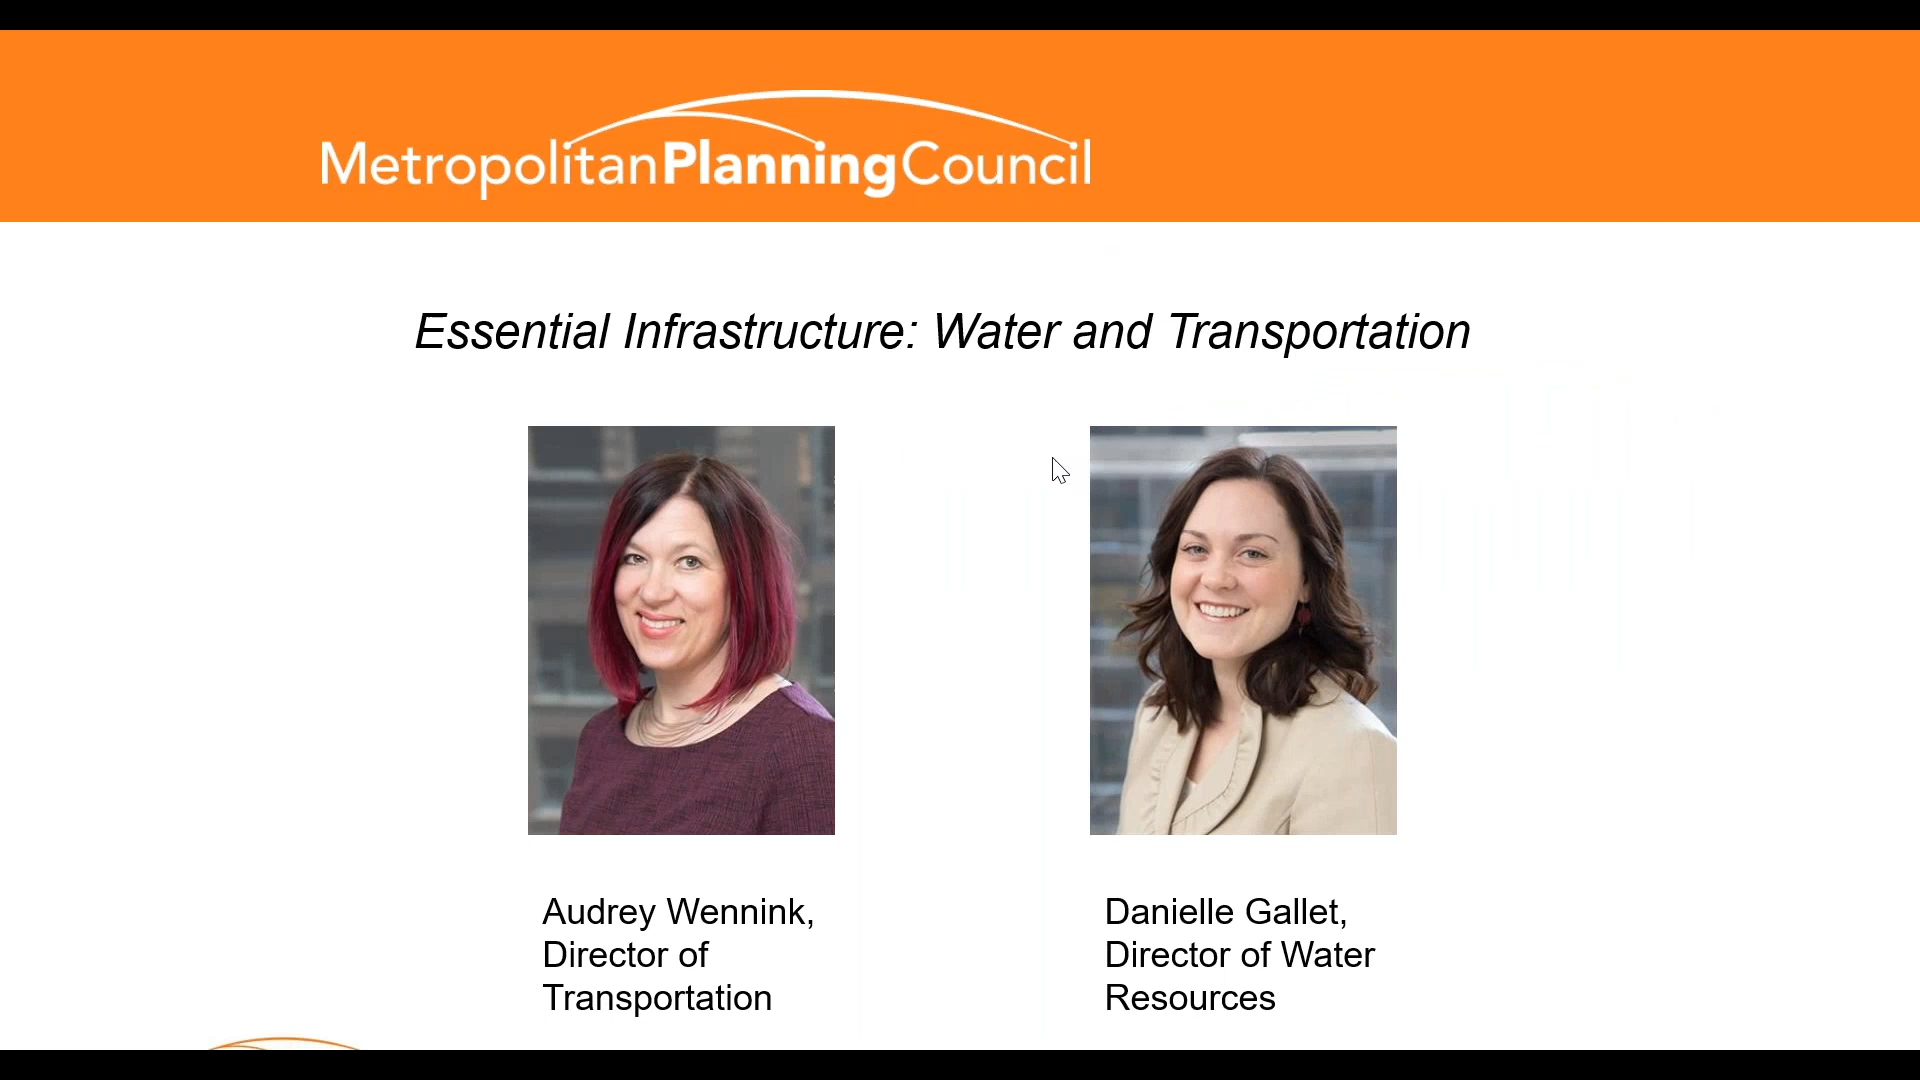 MetropolitanPlanningCouncil
Essential Infrastructure: Water and Transportation
Audrey Wennink,
Director of
Transportation
Danielle Gallet,
Director of Water
Resources